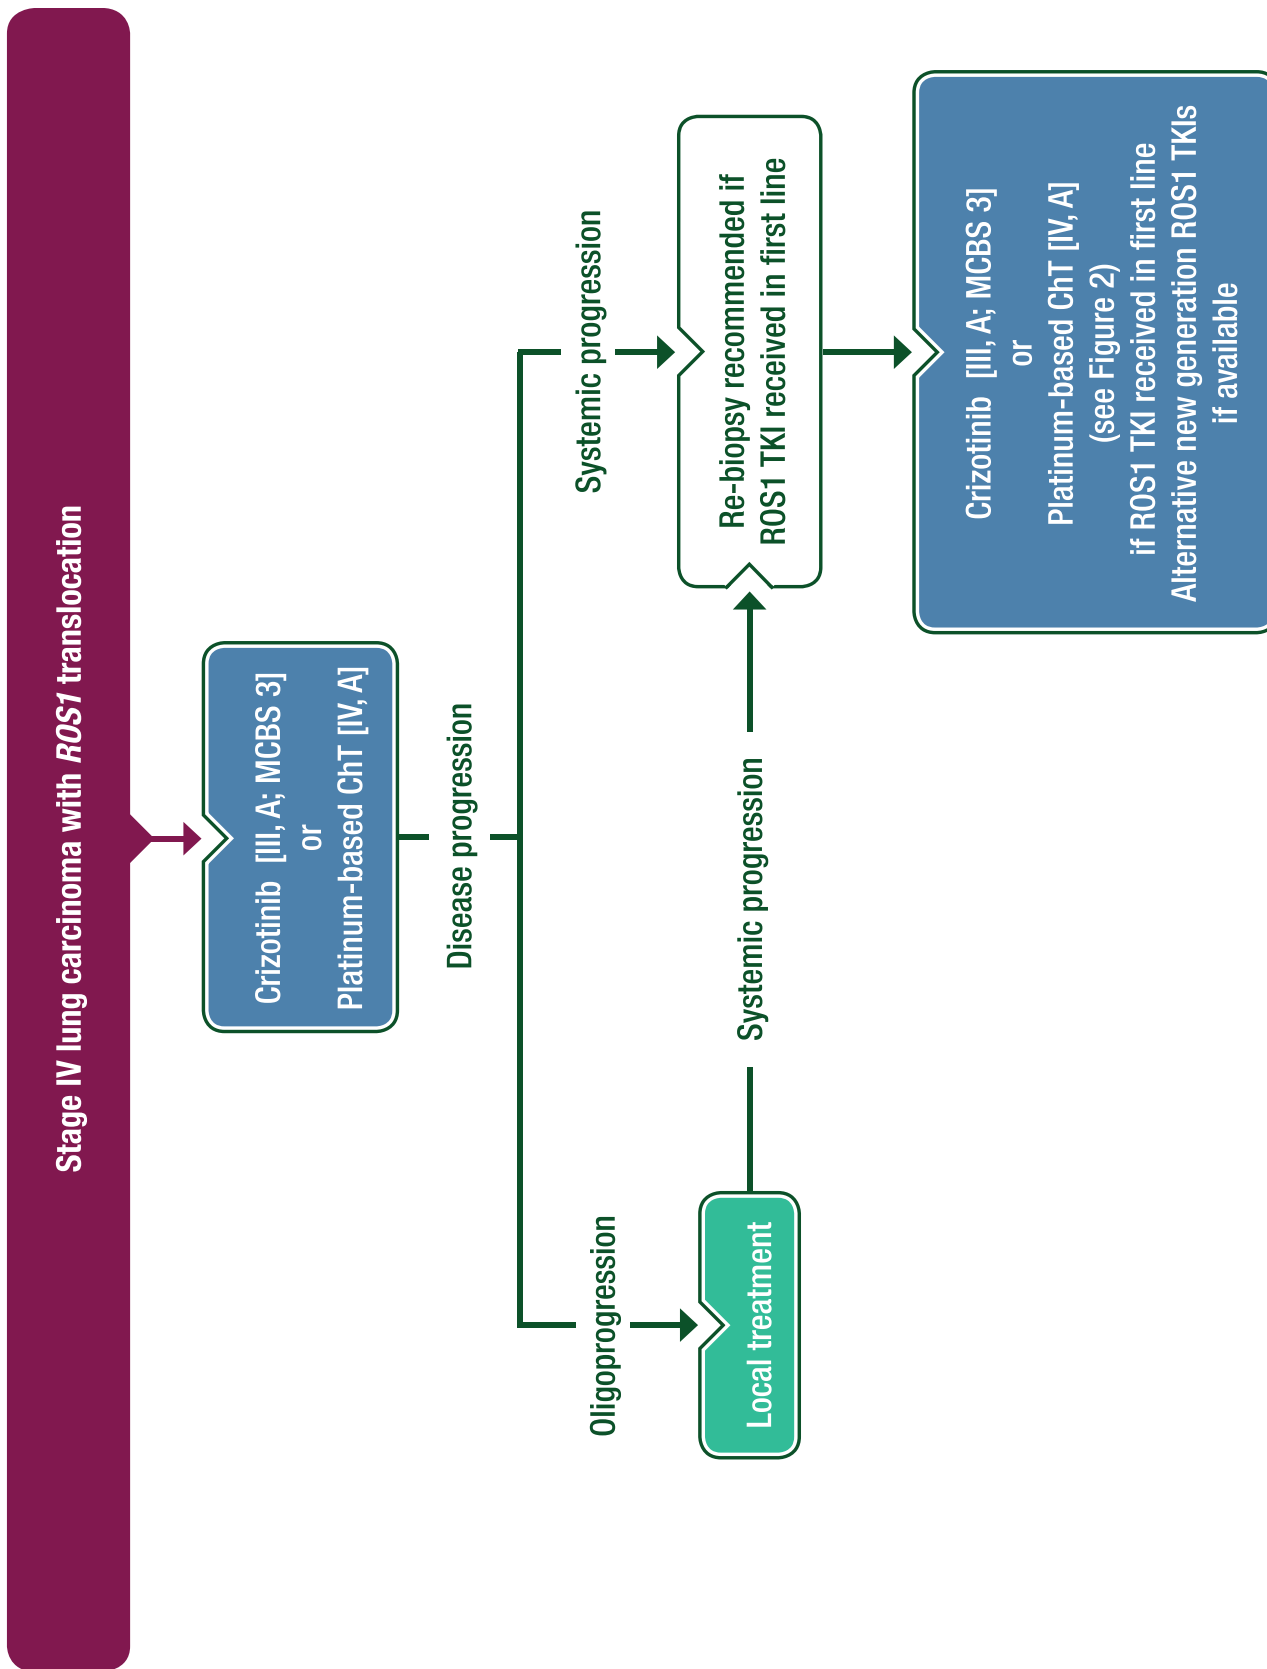 Stage IV lung carcinoma with ROS1 translocation
Crizotinib [III, A; MCBS 3]
or
Platinum-based ChT [IV, A]
Disease progression
Oligoprogression
Systemic progression
Local treatment
Systemic progression
Re-biopsy recommended if
ROS1 TKI received in first line
Crizotinib [III, A; MCBS 3]
or
Platinum-based ChT [IV, A]
(see Figure 2)
if ROS1 TKI received in first line
Alternative new generation ROS1 TKIs
if available